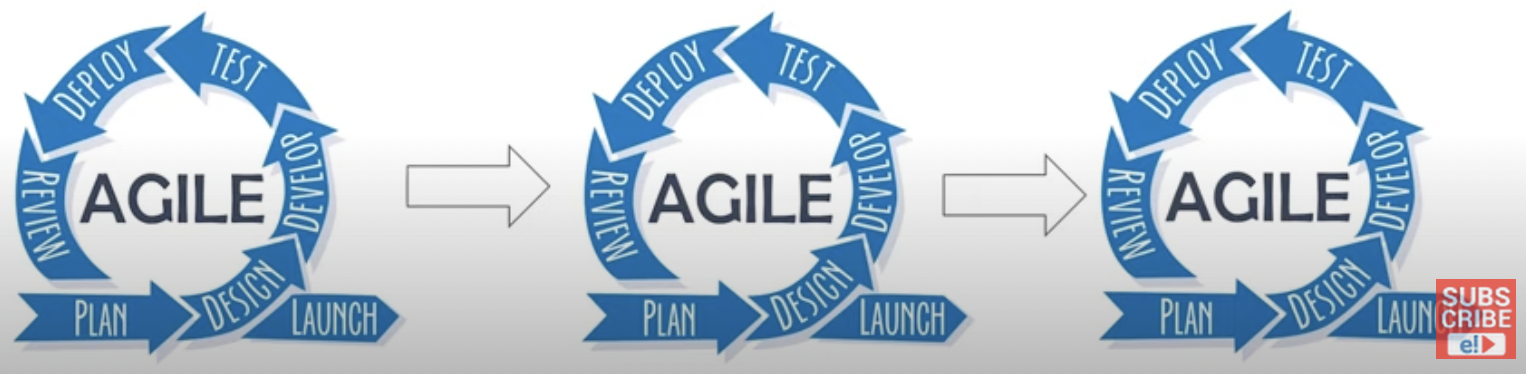 PLAN
DESIGN
DEVELOP
TEST
DEPLOY
REVIEW
LAUNCH
AGILE
PLAN
DESIGN
DEVELOP
TEST
DEPLOY
REVIEW
LAUNCH
AGILE
PLAN
DESIGN
DEVELOP
TEST
DEPLOY
REVIEW
AGILE
SUBS
CRIBE
e!